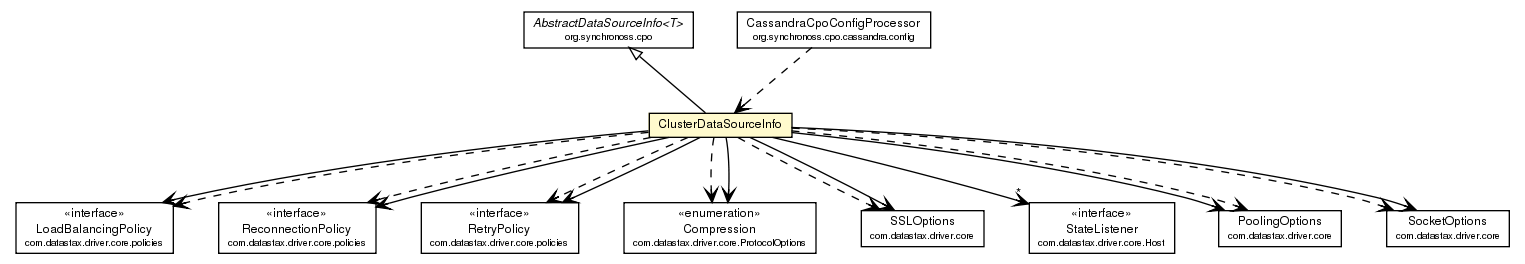 AbstractDataSourceInfo<T>
org.synchronoss.cpo
CassandraCpoConfigProcessor
org.synchronoss.cpo.cassandra.config
ClusterDataSourceInfo
«interface»
LoadBalancingPolicy
com.datastax.driver.core.policies
«interface»
ReconnectionPolicy
com.datastax.driver.core.policies
«interface»
RetryPolicy
com.datastax.driver.core.policies
«enumeration»
Compression
com.datastax.driver.core.ProtocolOptions
SSLOptions
com.datastax.driver.core
*
«interface»
StateListener
com.datastax.driver.core.Host
PoolingOptions
com.datastax.driver.core
SocketOptions
com.datastax.driver.core